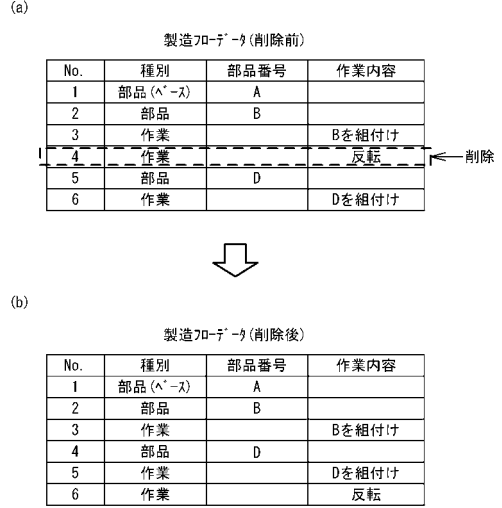 (a)
製造ﾌﾛｰﾃﾞｰﾀ(削除前)
No. 種別 部品番号 作業内容
1 部品(ﾍﾞｰｽ) A
2 部品 B
3 作業 Bを組付け
4 作業 反転 削除
5 部品 D
6 作業 Dを組付け
(b)
製造ﾌﾛｰﾃﾞｰﾀ(削除後)
No. 種別 部品番号 作業内容
1 部品(ﾍﾞｰｽ) A
2 部品 B
3 作業 Bを組付け
4 部品 D
5 作業 Dを組付け
6 作業 反転